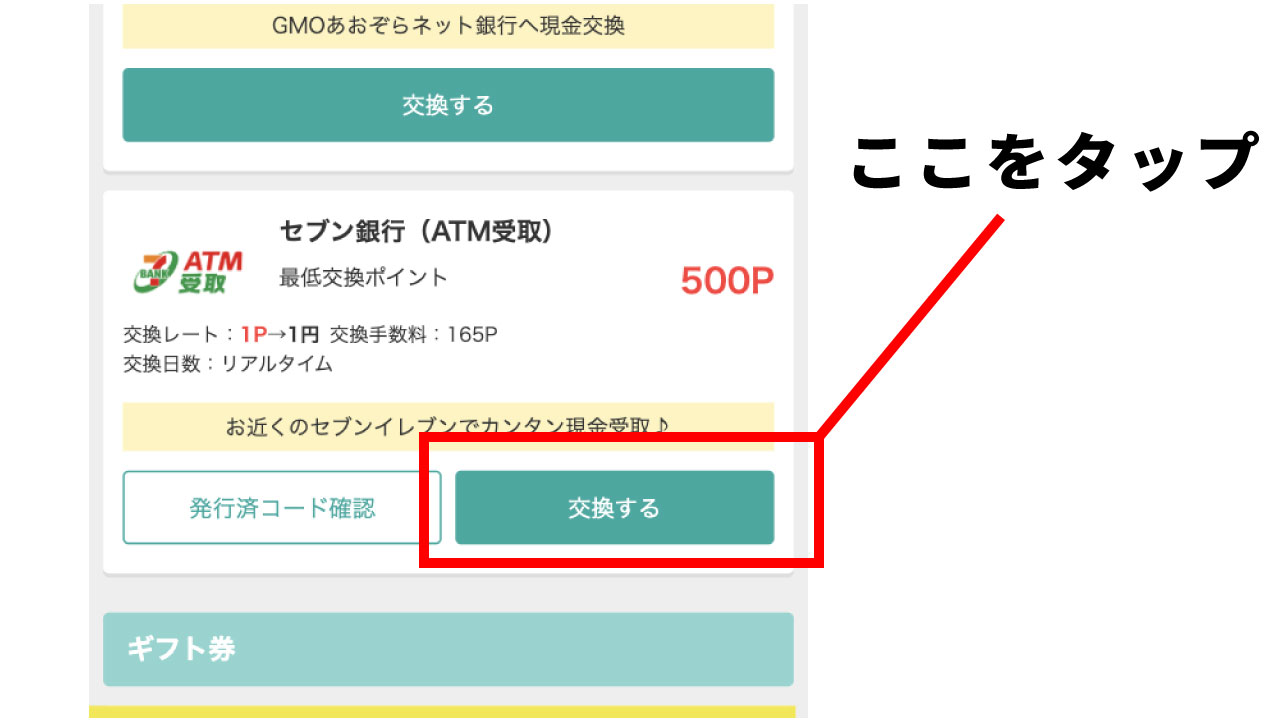 GMOあおぞらネット銀行へ現金交換
交換する
ここをタップ
セブン銀行（ATM受取）
BANK
ATM
受取
最低交換ポイント
500P
交換レート：1P→1円 交換手数料：165P
交換日数：リアルタイム
お近くのセブンイレブンでカンタン現金受取♪
発行済コード確認
交換する
ギフト券